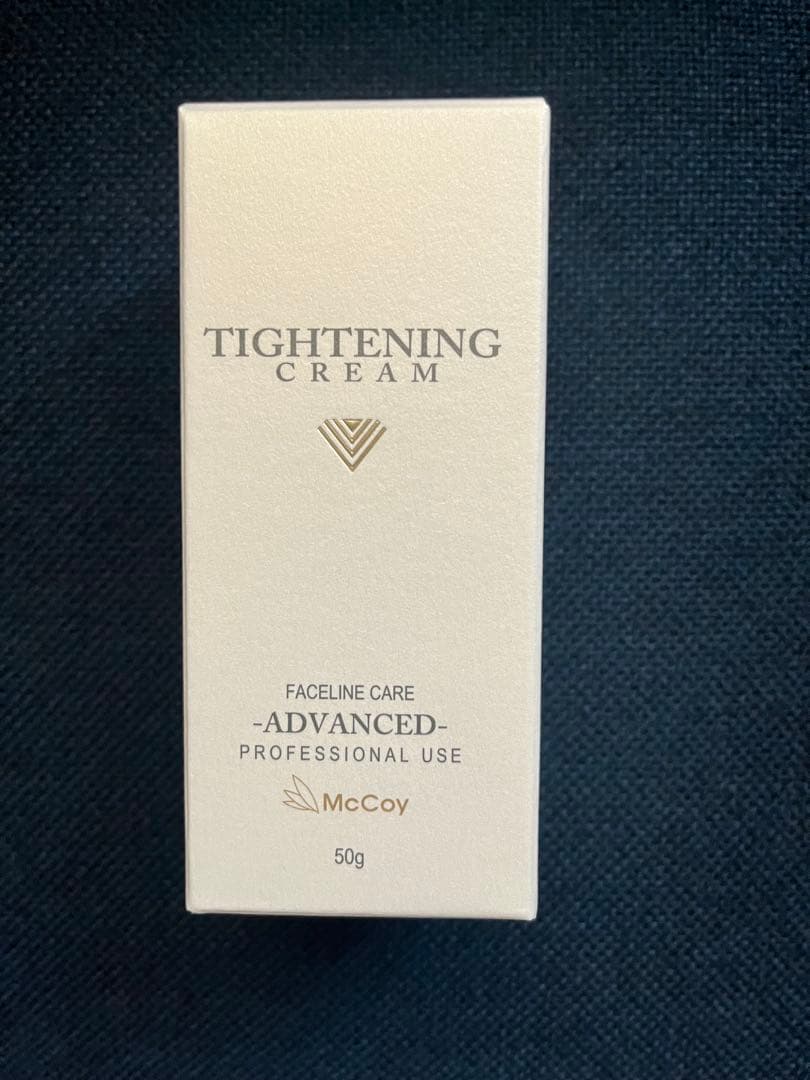 TIGHTENING
CREAM
FACELINE CARE
-ADVANCED-
PROFESSIONAL USE
McCoy
50g